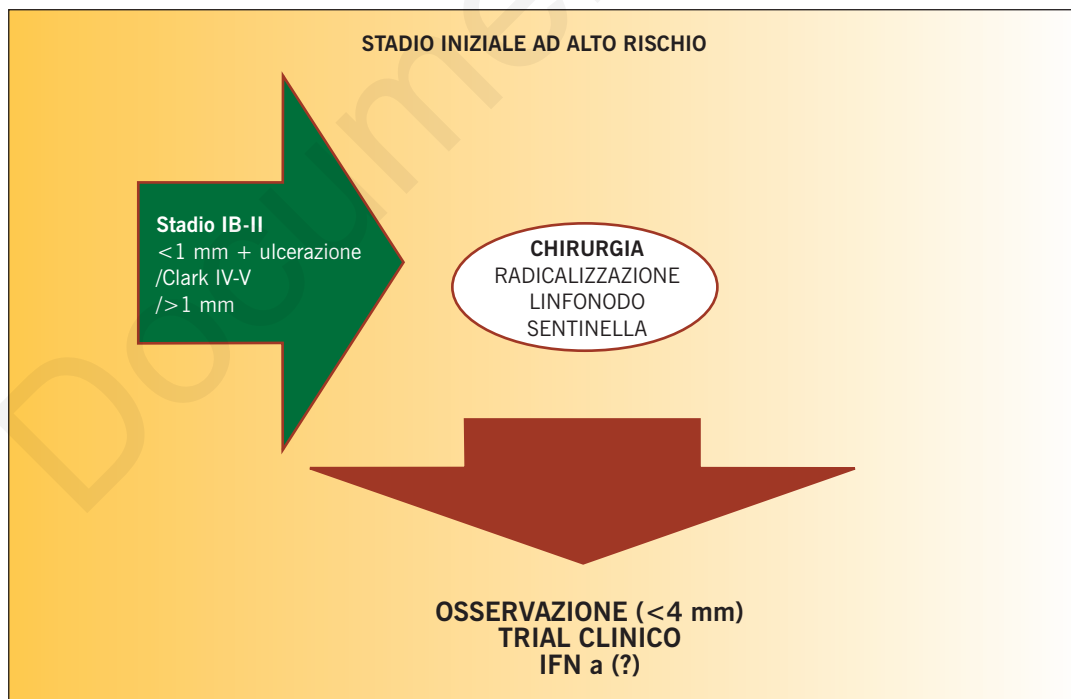 STADIO INIZIALE AD ALTO RISCHIO
Stadio IB-II
<1 mm + ulcerazione
/Clark IV-V
/>1 mm
CHIRURGIA
RADICALIZZAZIONE
LINFONODO
SENTINELLA
OSSERVAZIONE (<4 mm)
TRIAL CLINICO
IFN a (?)
Docume